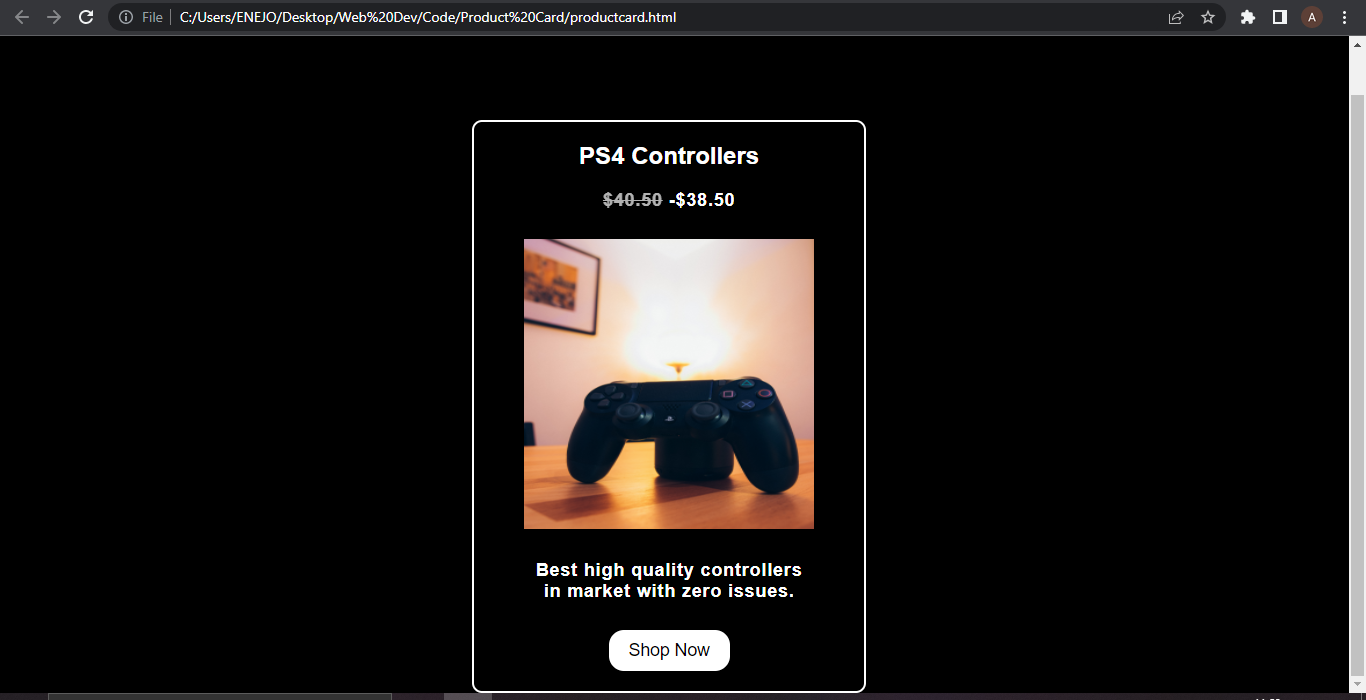 File
C:/Users/ENEJO/Desktop/Web%20Dev/Code/Product%20Card/productcard.html
A
PS4 Controllers
$40.50 -$38.50
Best high quality controllers
in market with zero issues.
Shop Now